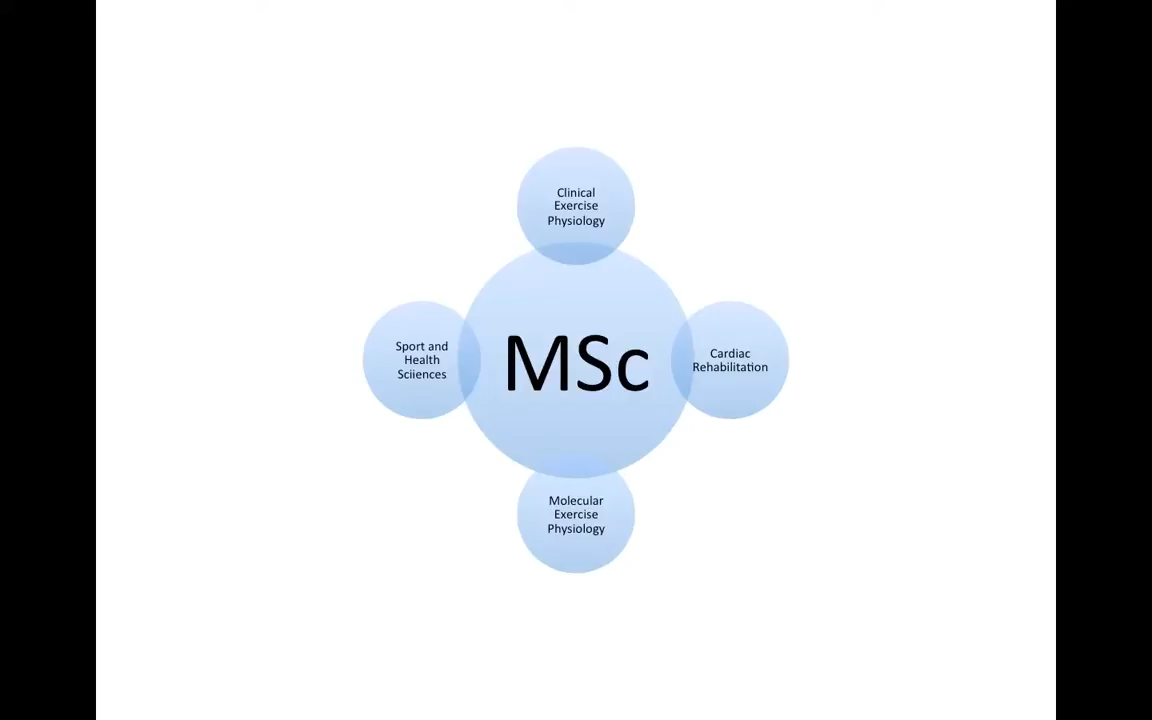 Clinical
Exercise
Physiology
Sport and
Health
Sciiences
MSc
Cardiac
Rehabilitation
Molecular
Exercise
Physiology